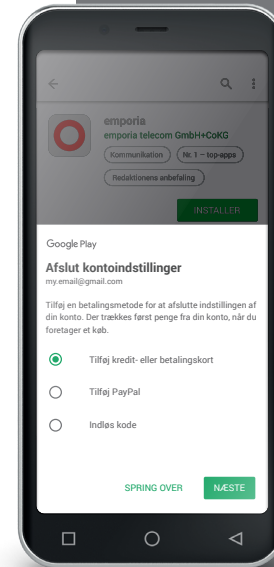 emporia
emporia telecom GmbH+CoKG
Kommunikation Nr. 1 – top-apps
Redaktionens anbefaling
INSTALLER
Google Play
Afslut kontoindstillinger
my.email@gmail.com
Tilføj en betalingsmetode for at afslutte indstillingen af
din konto. Der trækkes først penge fra din konto, når du
foretager et køb.
Tilføj kredit- eller betalingskort
Tilføj PayPal
Indløs kode
SPRING OVER NÆSTE